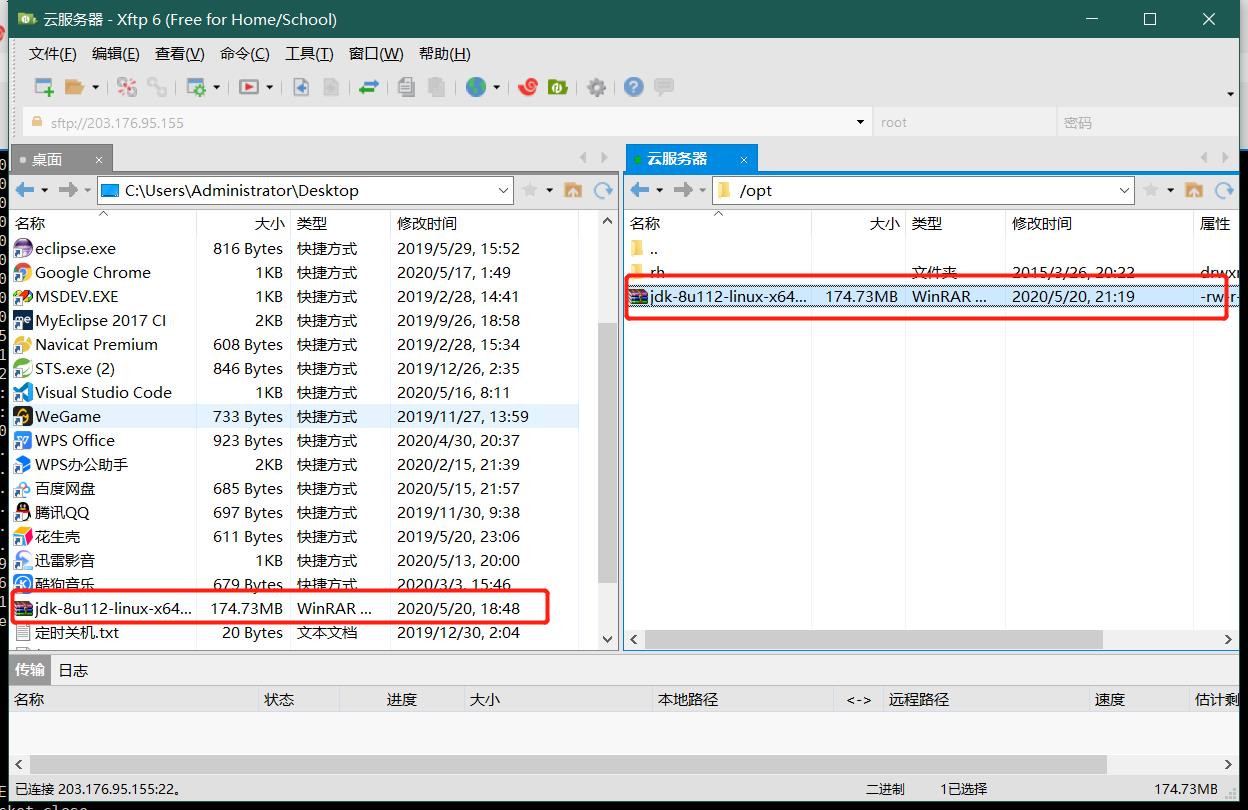 云服务器 - Xftp 6 (Free for Home/School)
文件(F) 编辑(E) 查看(V) 命令(C) 工具(T) 窗口(W) 帮助(H)
sftp://203.176.95.155 root 密码
桌面 × 云服务器 ×
C:\Users\Administrator\Desktop
名称 大小 类型 修改时间
eclipse.exe 816 Bytes 快捷方式 2019/5/29, 15:52
Google Chrome 1KB 快捷方式 2020/5/17, 1:49
MSDEV.EXE 1KB 快捷方式 2019/2/28, 14:41
MyEclipse 2017 CI 2KB 快捷方式 2019/9/26, 18:58
Navicat Premium 608 Bytes 快捷方式 2019/2/28, 15:34
STS.exe (2) 846 Bytes 快捷方式 2019/12/26, 2:35
Visual Studio Code 1KB 快捷方式 2020/5/16, 8:11
WeGame 733 Bytes 快捷方式 2019/11/27, 13:59
WPS Office 923 Bytes 快捷方式 2020/4/30, 20:37
WPS办公助手 2KB 快捷方式 2020/2/15, 21:39
百度网盘 685 Bytes 快捷方式 2020/5/15, 21:57
腾讯QQ 697 Bytes 快捷方式 2019/11/30, 9:38
花生壳 611 Bytes 快捷方式 2019/5/20, 23:06
迅雷影音 1KB 快捷方式 2020/5/13, 20:00
酷狗音乐 679 Bytes 快捷方式 2020/3/3, 15:46
jdk-8u112-linux-x64... 174.73MB WinRAR ... 2020/5/20, 18:48
定时关机.txt 20 Bytes 文本文档 2019/12/30, 2:04
/opt
名称 大小 类型 修改时间 属性
..
rh 文件夹 2015/3/26, 20:22 drwxr
jdk-8u112-linux-x64... 174.73MB WinRAR ... 2020/5/20, 21:19 -rw-r-
传输 日志
名称 状态 进度 大小 本地路径 <-> 远程路径 速度 估计剩
已连接 203.176.95.155:22。 二进制 1已选择 174.73MB